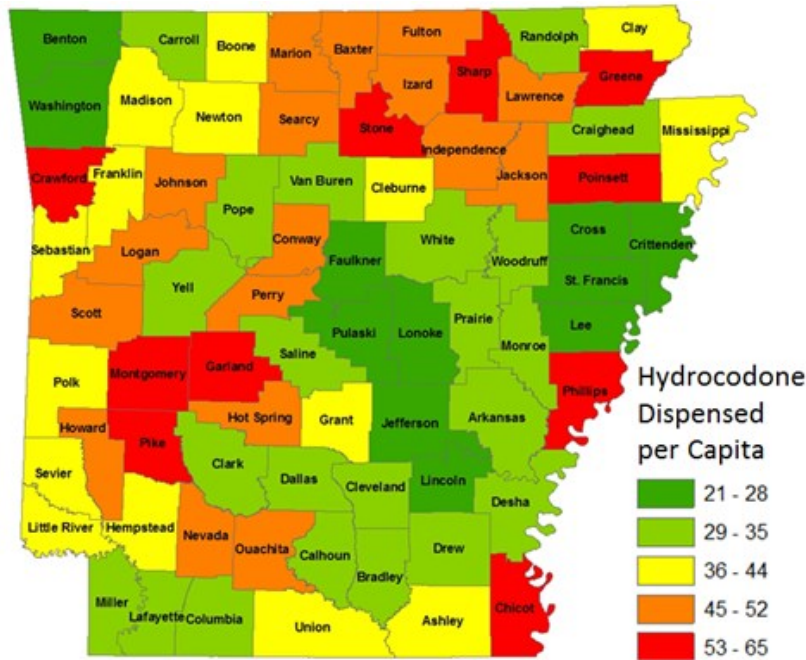 Benton
Carroll
Boone
Marion
Baxter
Fulton
Sharp
Randolph
Clay
Greene
Washington
Madison
Newton
Searcy
Stone
Izard
Lawrence
Craighead
Mississippi
Crawford
Franklin
Johnson
Pope
Van Buren
Cleburne
Independence
Jackson
Poinsett
Sebastian
Logan
Conway
Faulkner
White
Woodruff
Cross
Crittenden
St. Francis
Scott
Yell
Perry
Pulaski
Lonoke
Prairie
Monroe
Lee
Polk
Montgomery
Garland
Saline
Phillips
Howard
Pike
Hot Spring
Grant
Jefferson
Arkansas
Sevier
Clark
Dallas
Cleveland
Lincoln
Desha
Little River
Hempstead
Nevada
Ouachita
Calhoun
Bradley
Drew
Miller
Lafayette
Columbia
Union
Ashley
Chicot
Hydrocodone
Dispensed
per Capita
21 - 28
29 - 35
36 - 44
45 - 52
53 - 65